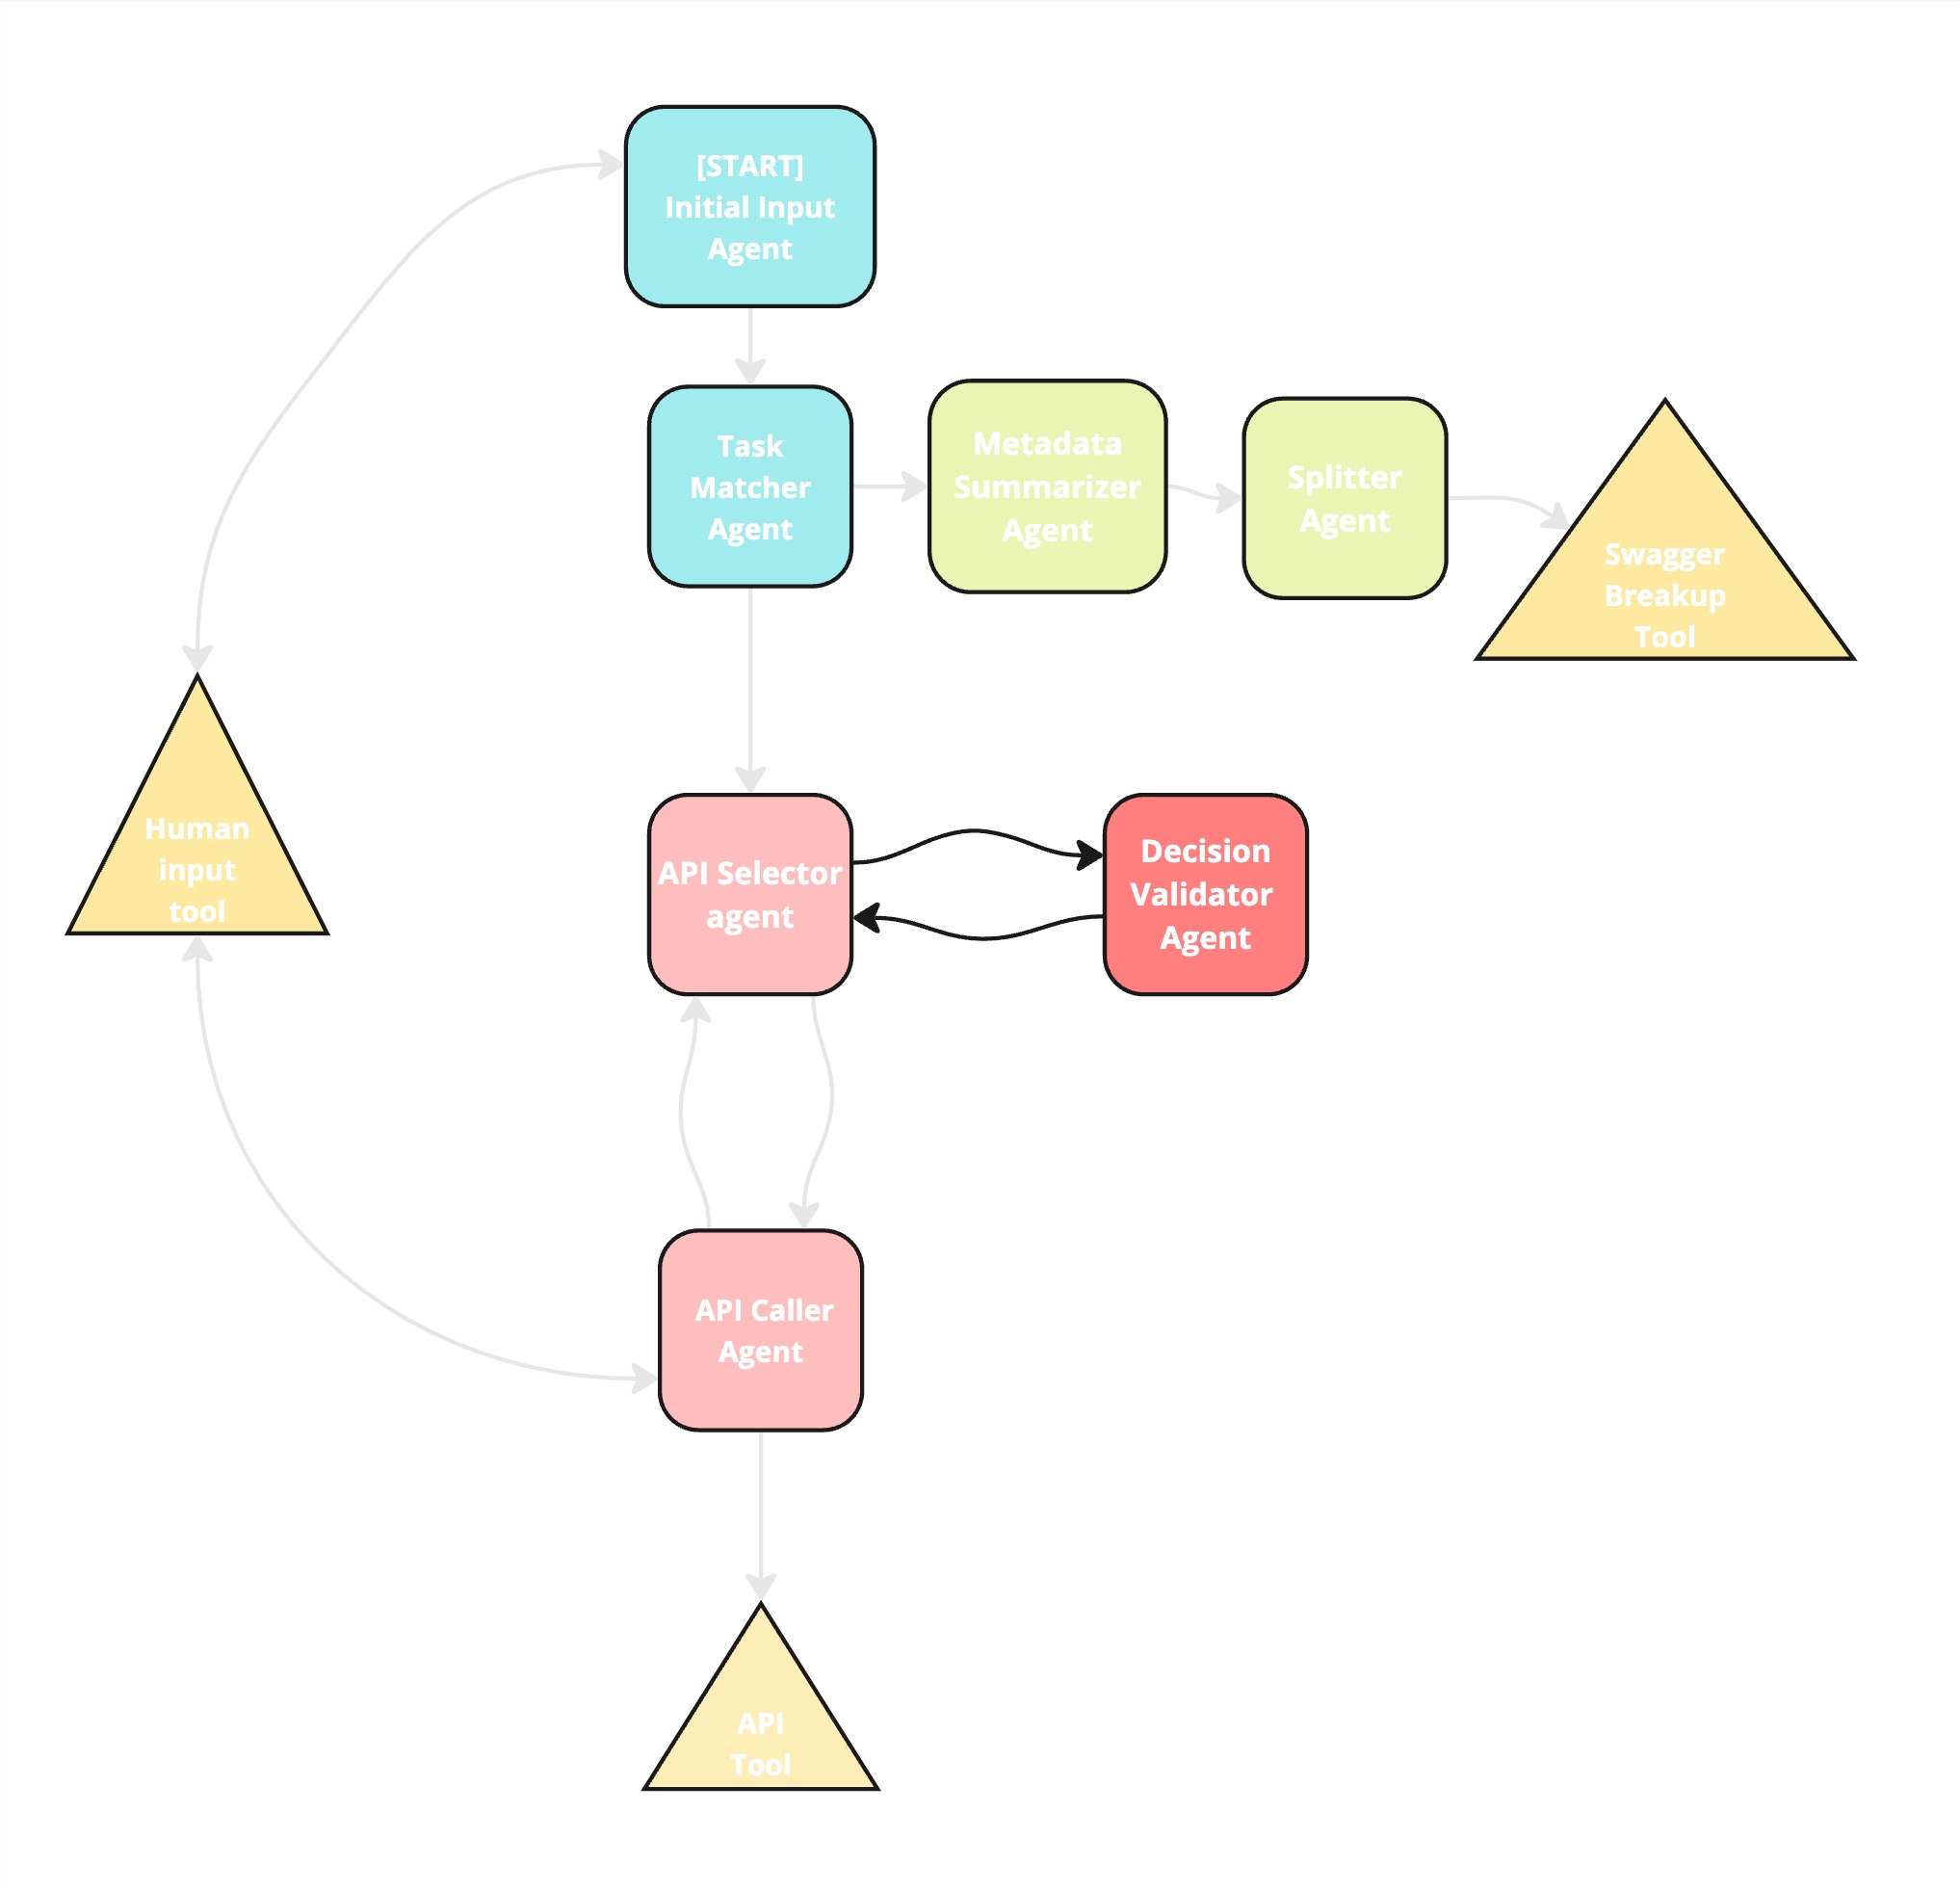 [START]
Initial Input
Agent
Task
Matcher
Agent
Metadata
Summarizer
Agent
Splitter
Agent
Swagger
Breakup
Tool
Human
input
tool
API Selector
agent
Decision
Validator
Agent
API Caller
Agent
API
Tool